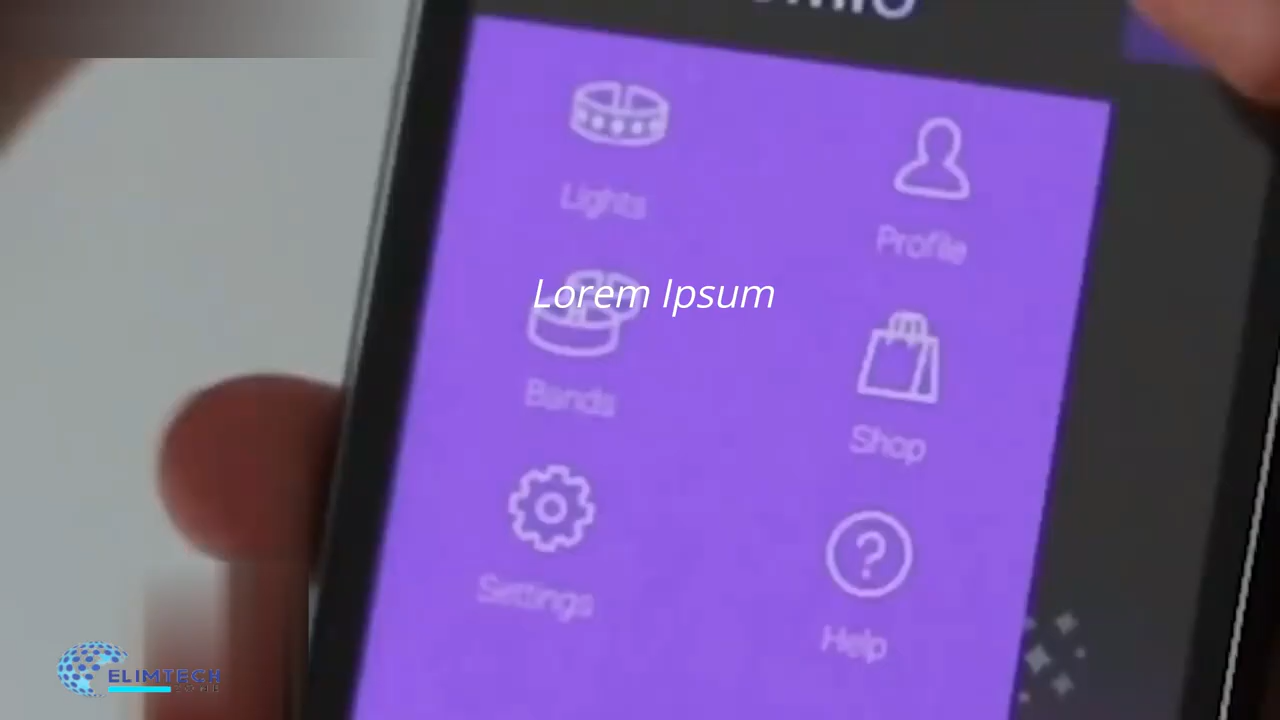 Lights
Profile
Lorem Ipsum
Bands
Shop
Settings
Help
ELIMTECH